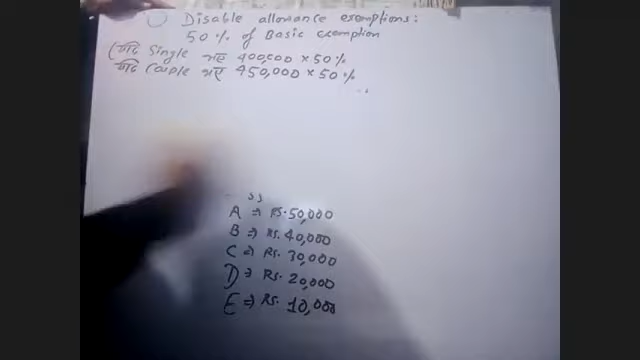 Disable allowance exemptions:
50% of Basic exemption
(यदि Single भए 400,000 × 50%
यदि Couple भए 450,000 × 50%
A ⇒ Rs. 50,000
B ⇒ Rs. 40,000
C ⇒ Rs. 30,000
D ⇒ Rs. 20,000
E ⇒ Rs. 10,000